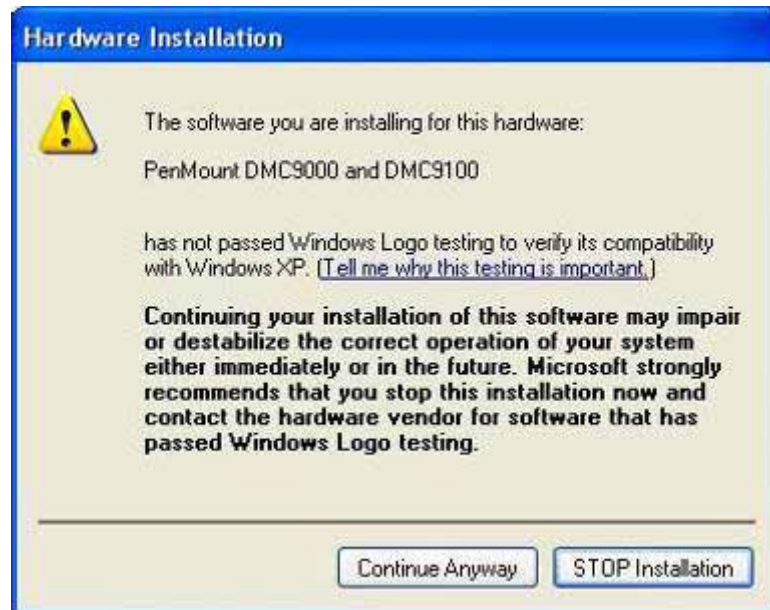 Hardware Installation
The software you are installing for this hardware:
PenMount DMC9000 and DMC9100
has not passed Windows Logo testing to verify its compatibility
with Windows XP. (Tell me why this testing is important.)
Continuing your installation of this software may impair
or destabilize the correct operation of your system
either immediately or in the future. Microsoft strongly
recommends that you stop this installation now and
contact the hardware vendor for software that has
passed Windows Logo testing.
Continue Anyway
STOP Installation